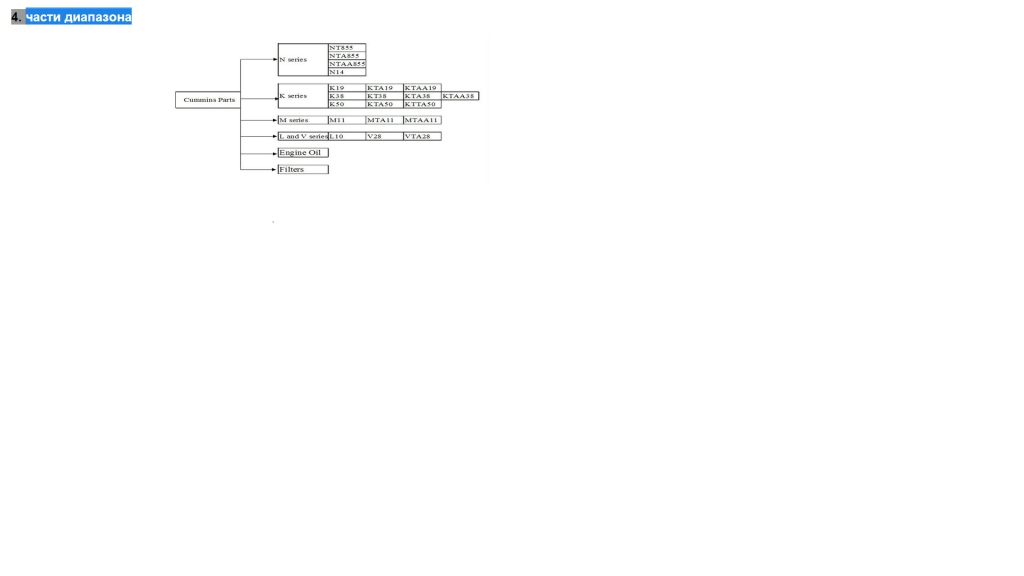 4. части диапазона
NT855
NTA855
N series
NTAA855
N14
K19 KTA19 KTAA19
Cummins Parts K series K38 KT38 KTA38 KTAA38
K50 KTA50 KTTA50
M series M11 MTA11 MTAA11
L and V series L10 V28 VTA28
Engine Oil
Filters